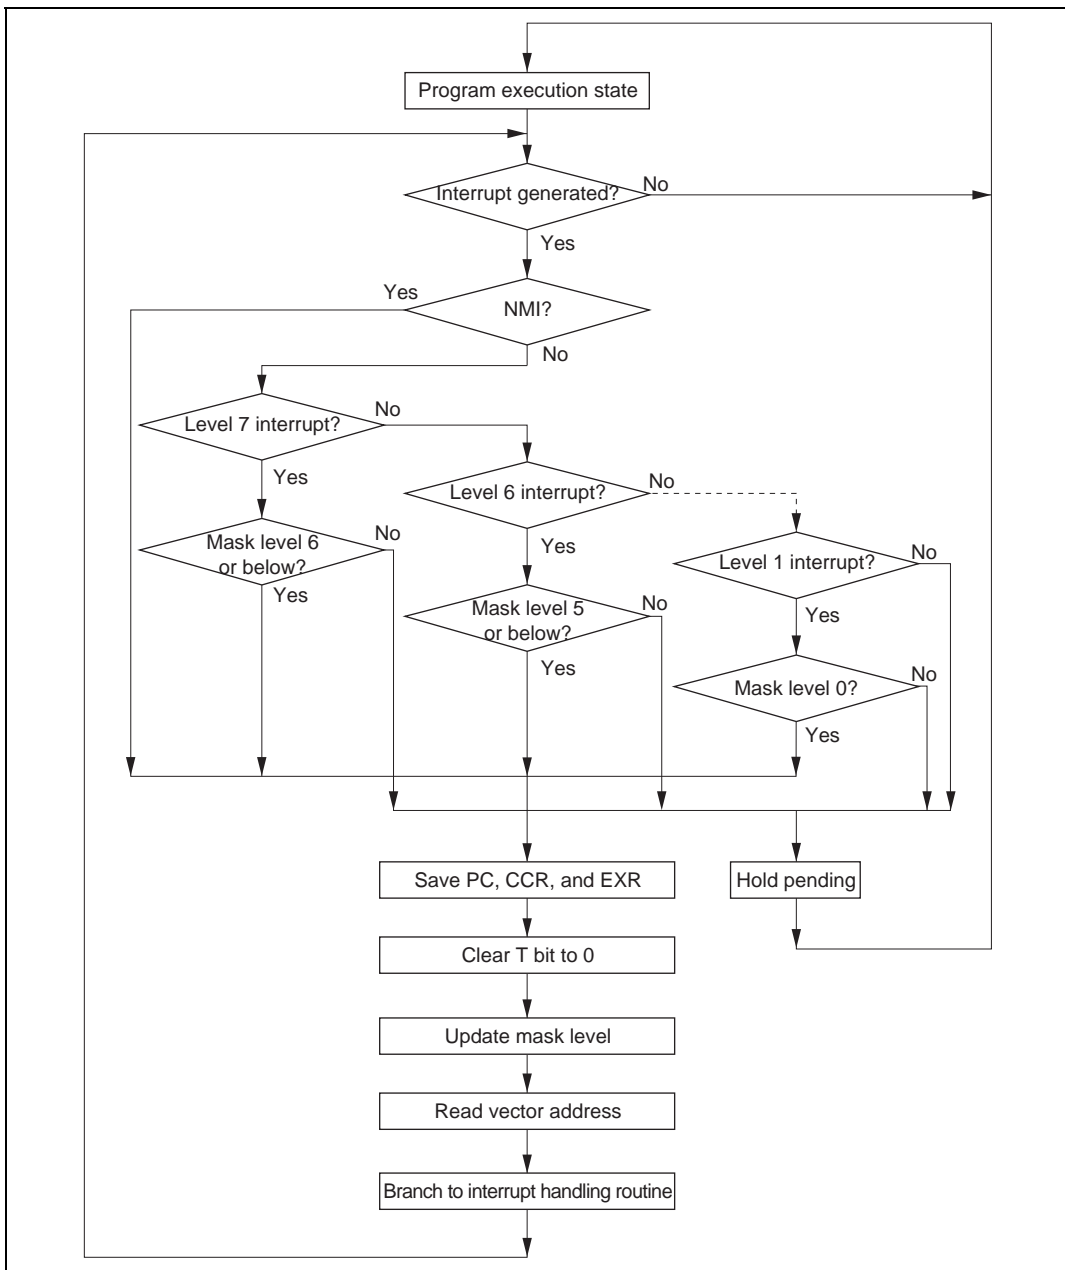 Program execution state
Interrupt generated?
No
Yes
Yes
NMI?
No
Level 7 interrupt?
No
Yes
Level 6 interrupt?
No
Mask level 6
or below?
No
Yes
Yes
Level 1 interrupt?
No
Mask level 5
or below?
No
Yes
Yes
Mask level 0?
No
Yes
Save PC, CCR, and EXR
Hold pending
Clear T bit to 0
Update mask level
Read vector address
Branch to interrupt handling routine